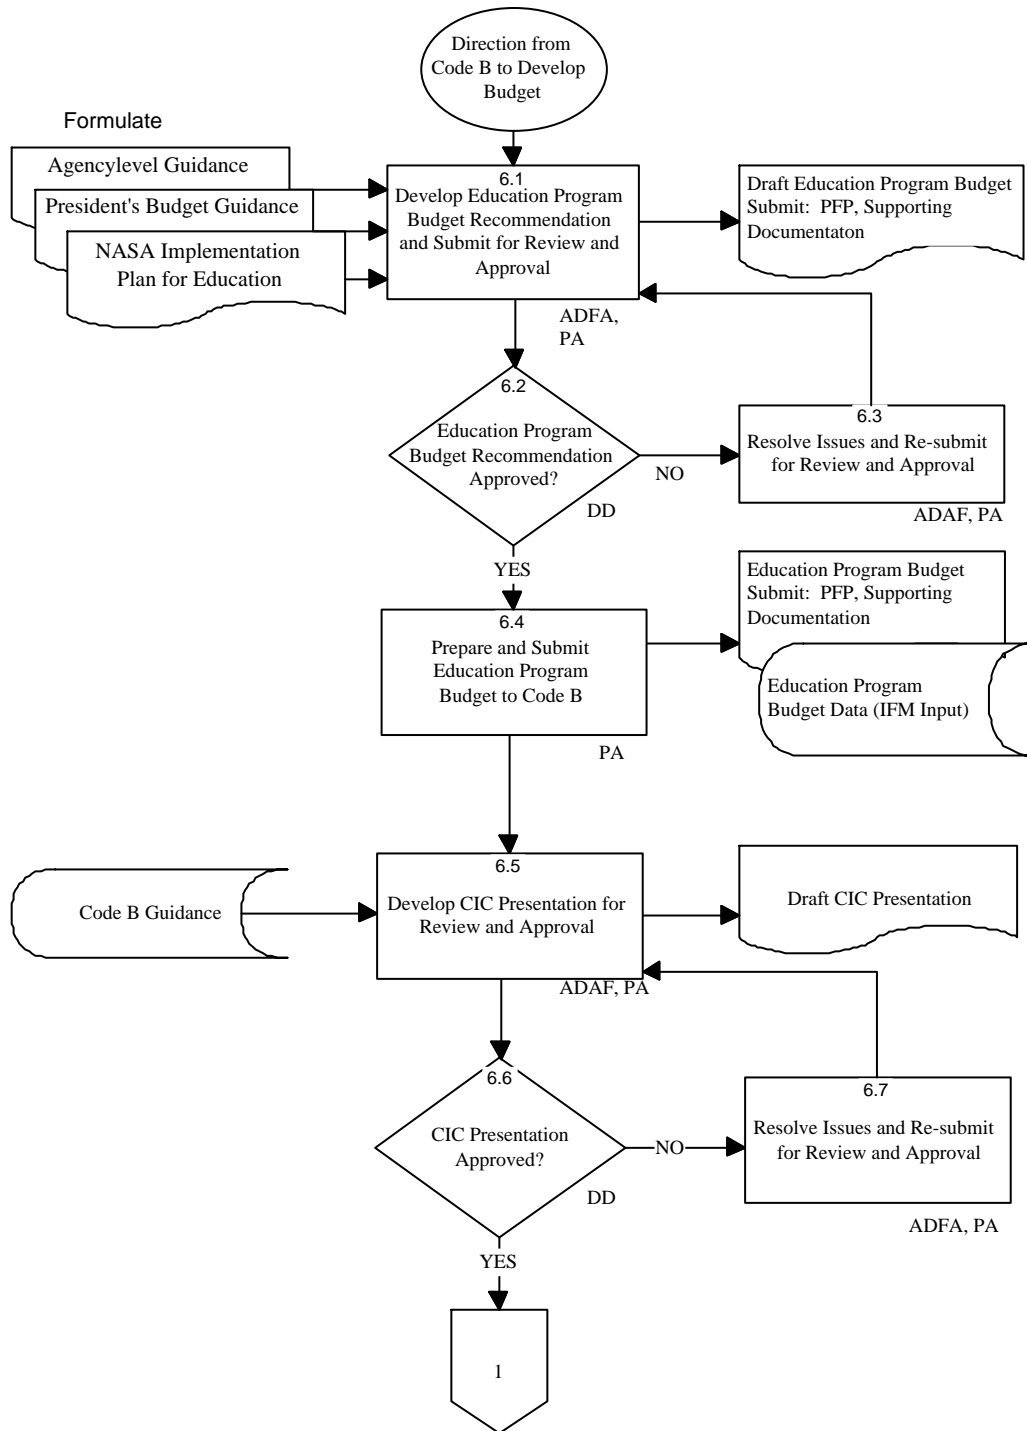 Direction from
Code B to Develop
Budget
Formulate
Agencylevel Guidance
President's Budget Guidance
NASA Implementation
Plan for Education
6.1
Develop Education Program
Budget Recommendation
and Submit for Review and
Approval
Draft Education Program Budget
Submit: PFP, Supporting
Documentaton
ADFA,
PA
6.2
Education Program
Budget Recommendation
Approved?
NO
DD
6.3
Resolve Issues and Re-submit
for Review and Approval
ADAF, PA
YES
6.4
Prepare and Submit
Education Program
Budget to Code B
PA
Education Program Budget
Submit: PFP, Supporting
Documentation
Education Program
Budget Data (IFM Input)
Code B Guidance
6.5
Develop CIC Presentation for
Review and Approval
Draft CIC Presentation
ADAF, PA
6.6
CIC Presentation
Approved?
NO
DD
6.7
Resolve Issues and Re-submit
for Review and Approval
ADFA, PA
YES
1